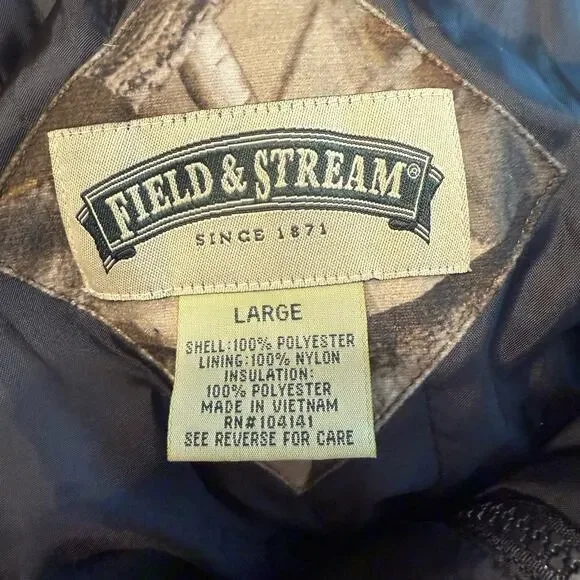 FIELD & STREAM®
SINCE 1871
LARGE
SHELL:100% POLYESTER
LINING:100% NYLON
INSULATION:
100% POLYESTER
MADE IN VIETNAM
RN#104141
SEE REVERSE FOR CARE